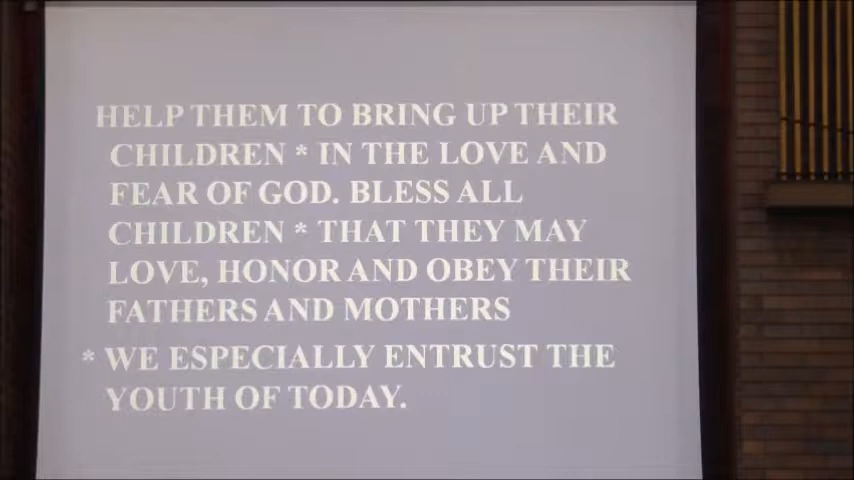 HELP THEM TO BRING UP THEIR
CHILDREN * IN THE LOVE AND
FEAR OF GOD. BLESS ALL
CHILDREN * THAT THEY MAY
LOVE, HONOR AND OBEY THEIR
FATHERS AND MOTHERS
* WE ESPECIALLY ENTRUST THE
YOUTH OF TODAY.